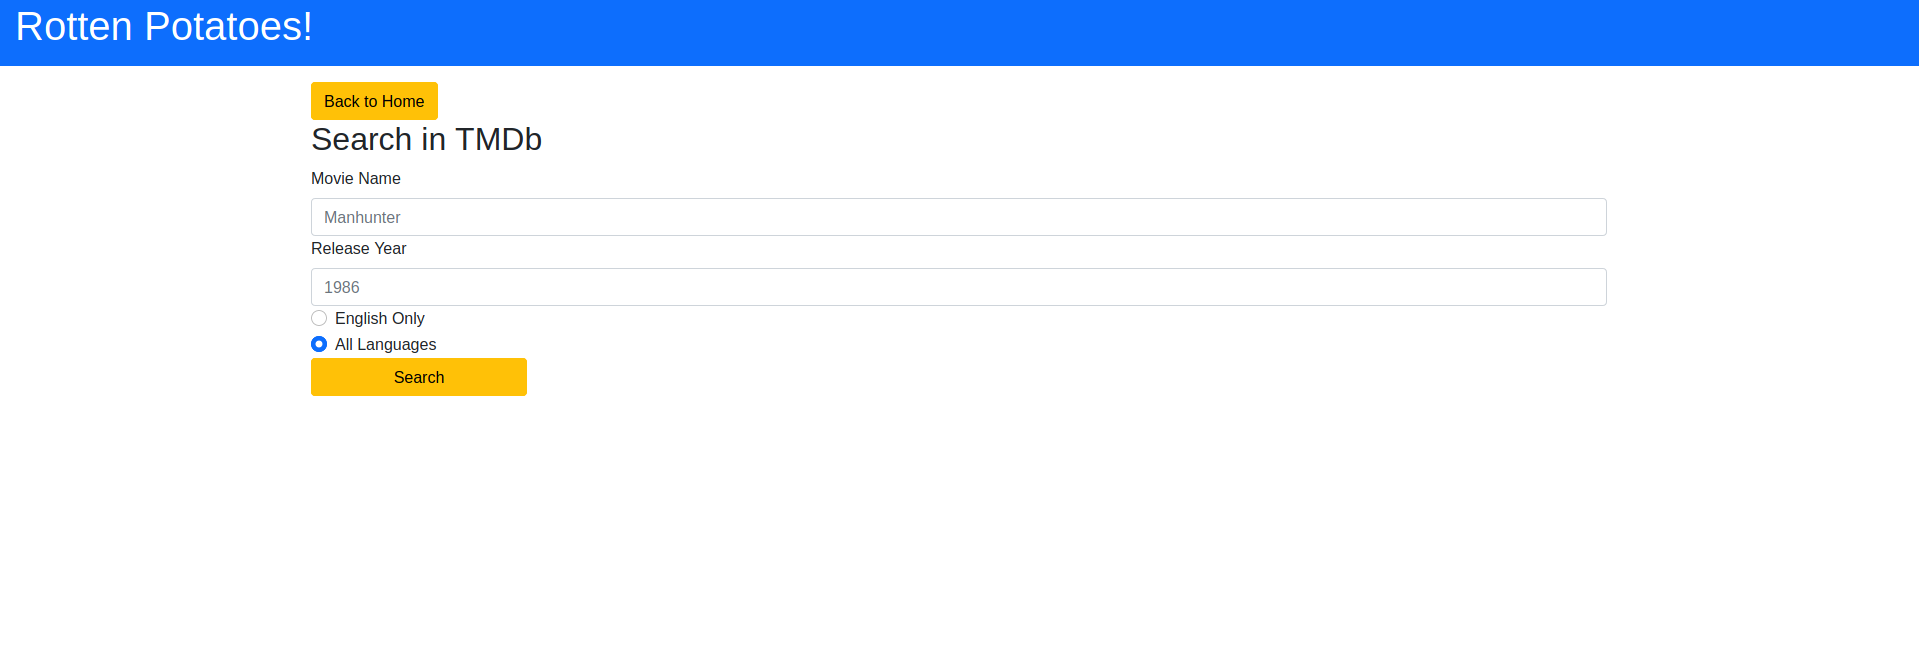 Rotten Potatoes!
Back to Home
Search in TMDb
Movie Name
Manhunter
Release Year
1986
English Only
All Languages
Search